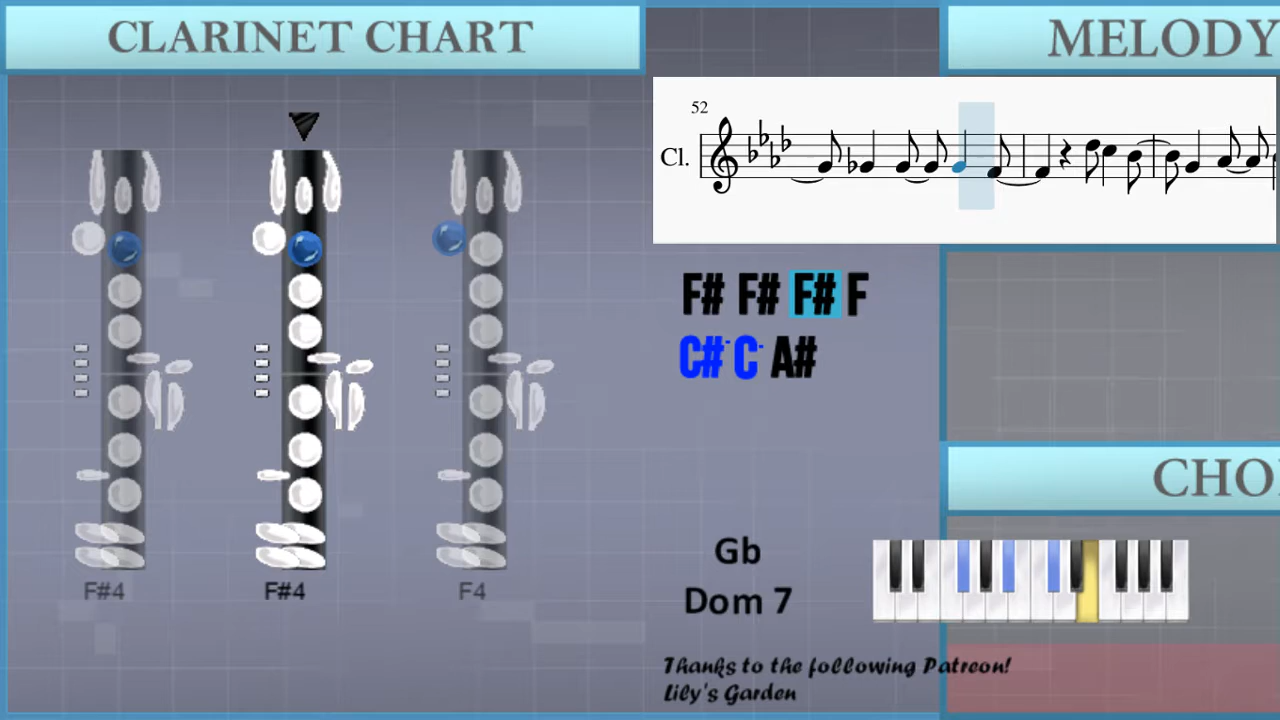 CLARINET CHART
MELODY
52
Cl.
F# F# F# F
C#- C- A#
CHO
Gb
Dom 7
F#4 F#4 F4
Thanks to the following Patreon!
Lily's Garden